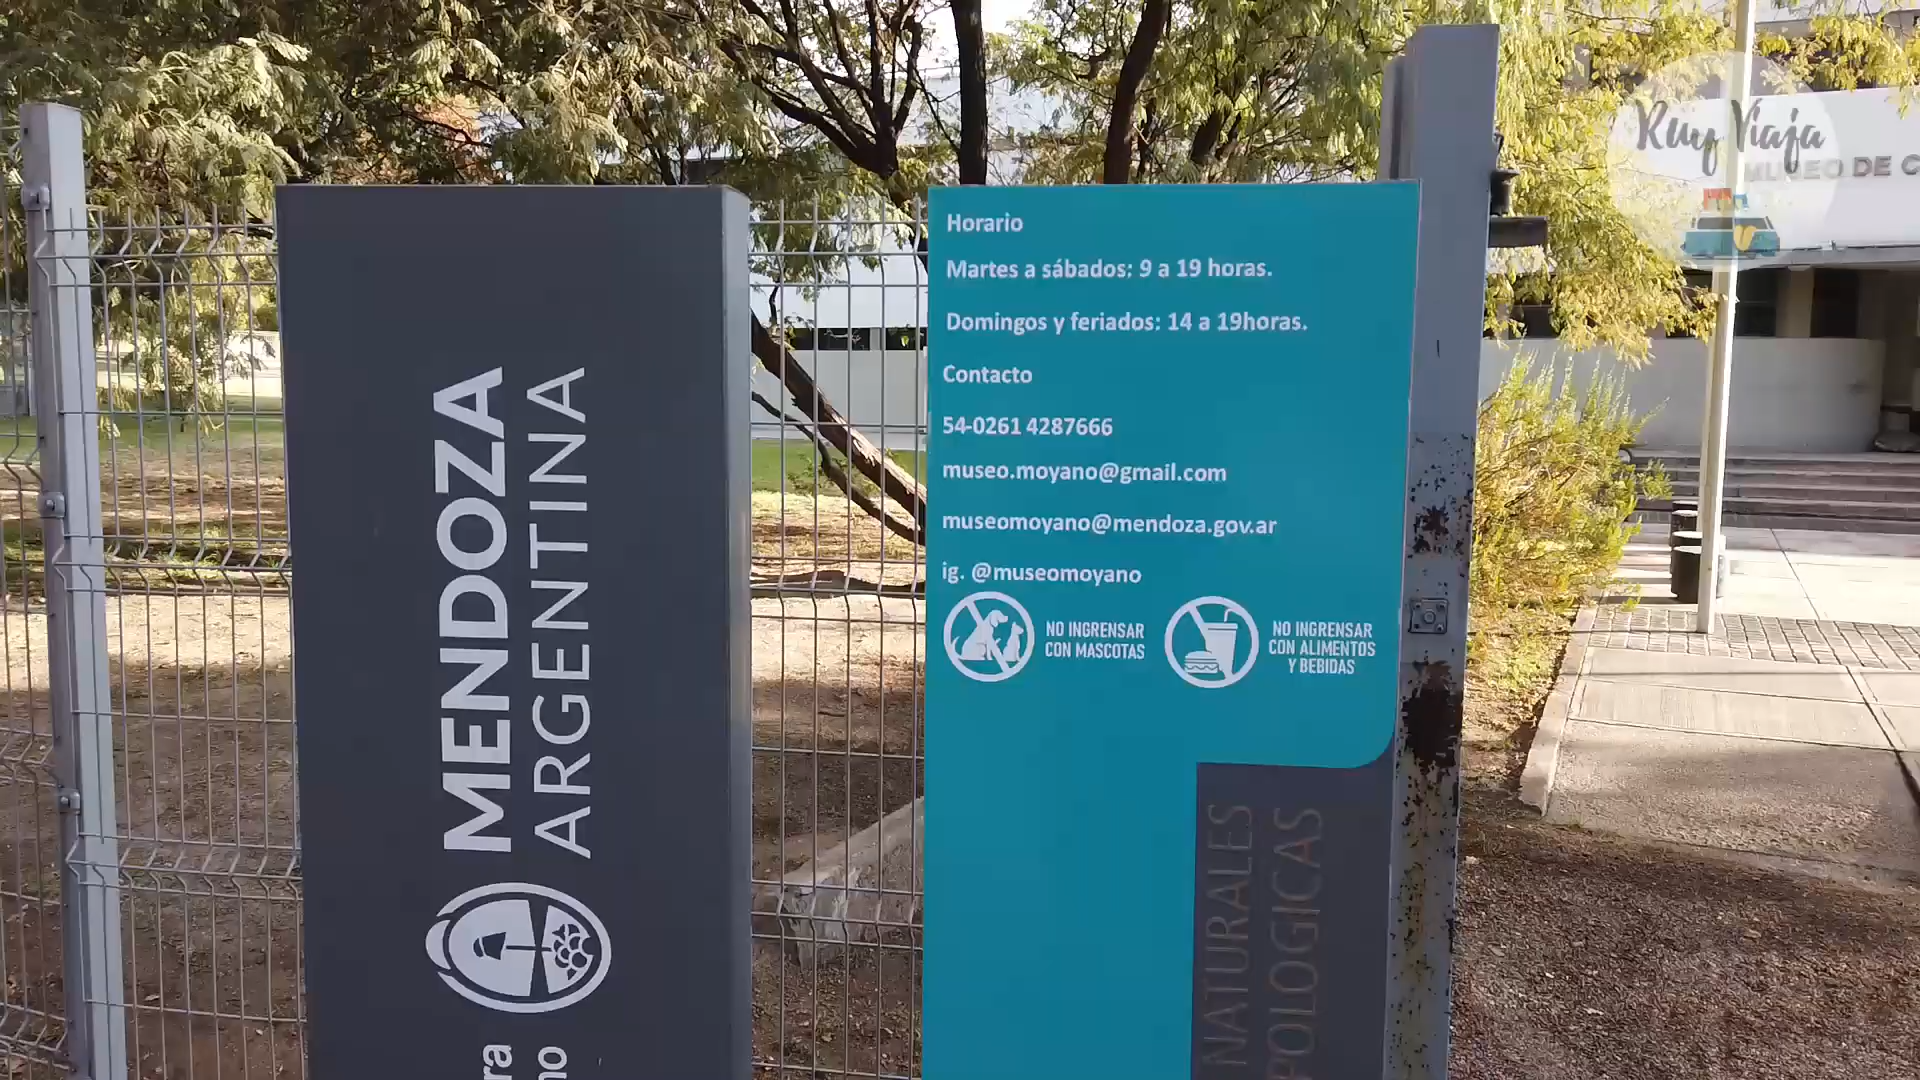 MENDOZA
ARGENTINA
Horario
Martes a sábados: 9 a 19 horas.
Domingos y feriados: 14 a 19horas.
Contacto
54-0261 4287666
museo.moyano@gmail.com
museomoyano@mendoza.gov.ar
ig. @museomoyano
NO INGRENSAR
CON MASCOTAS
NO INGRENSAR
CON ALIMENTOS
Y BEBIDAS
NATURALES
Ruy Viaja
MUSEO DE